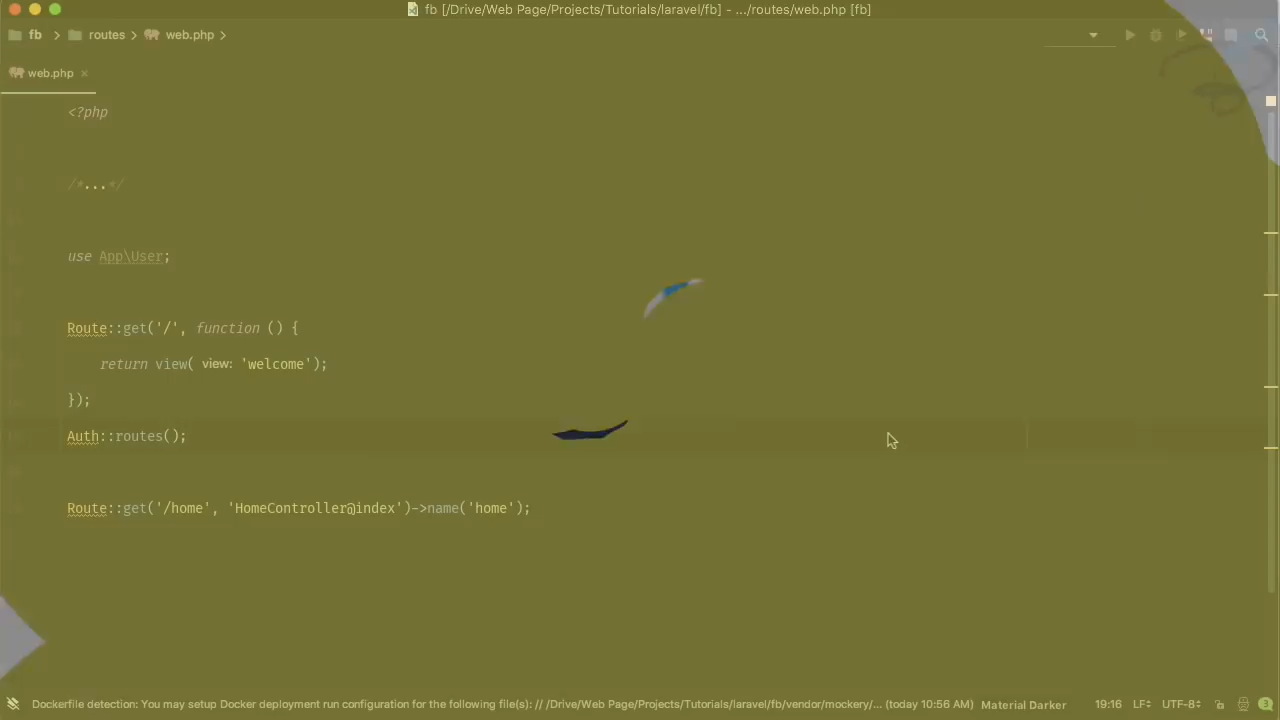 fb [/Drive/Web Page/Projects/Tutorials/laravel/fb] - .../routes/web.php [fb]
fb > routes > web.php >
web.php ×
<?php
/*...*/
use App\User;
Route::get('/', function () {
return view( view: 'welcome');
});
Auth::routes();
Route::get('/home', 'HomeController@index')->name('home');
Dockerfile detection: You may setup Docker deployment run configuration for the following file(s): // /Drive/Web Page/Projects/Tutorials/laravel/fb/vendor/mockery/... (today 10:56 AM) Material Darker 19:16 LF UTF-8 3